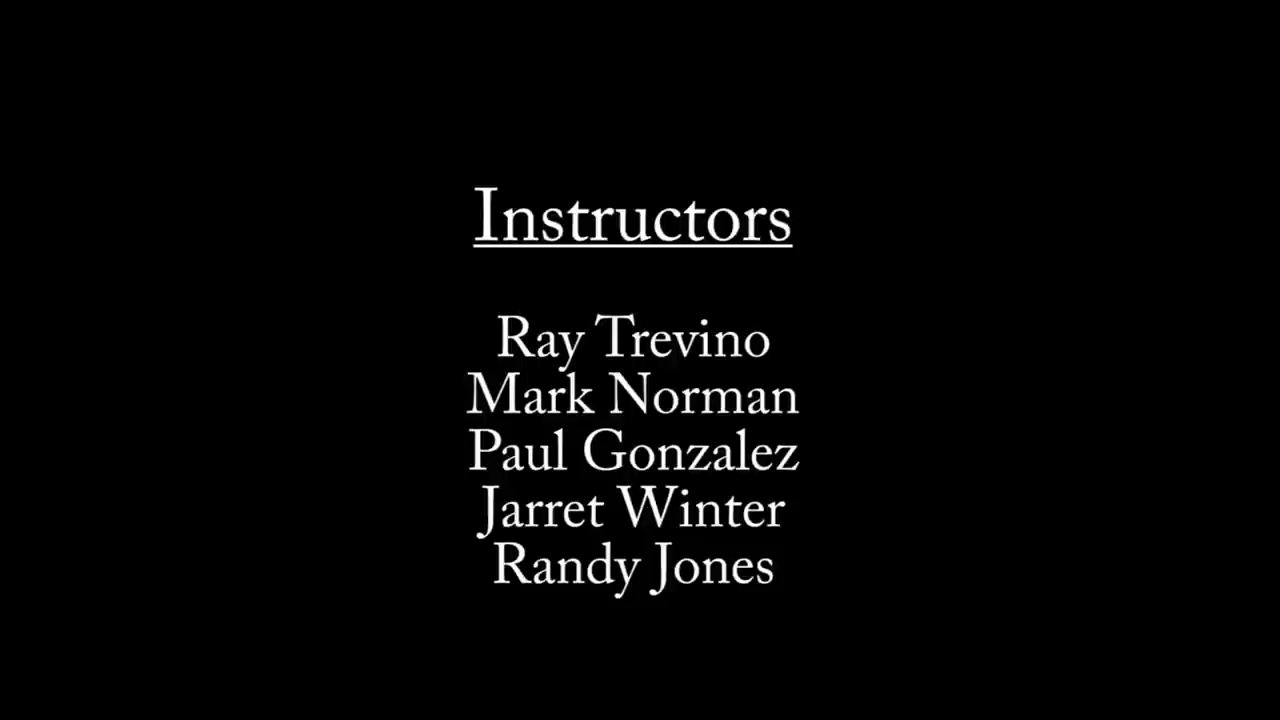 Instructors
Ray Trevino
Mark Norman
Paul Gonzalez
Jarret Winter
Randy Jones